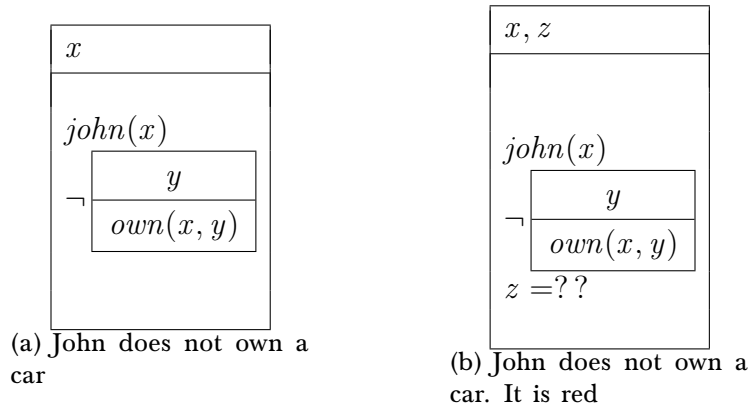 x
john(x)
¬
y
own(x, y)
(a) John does not own a
car
x, z
john(x)
¬
y
own(x, y)
z =? ?
(b) John does not own a
car. It is red